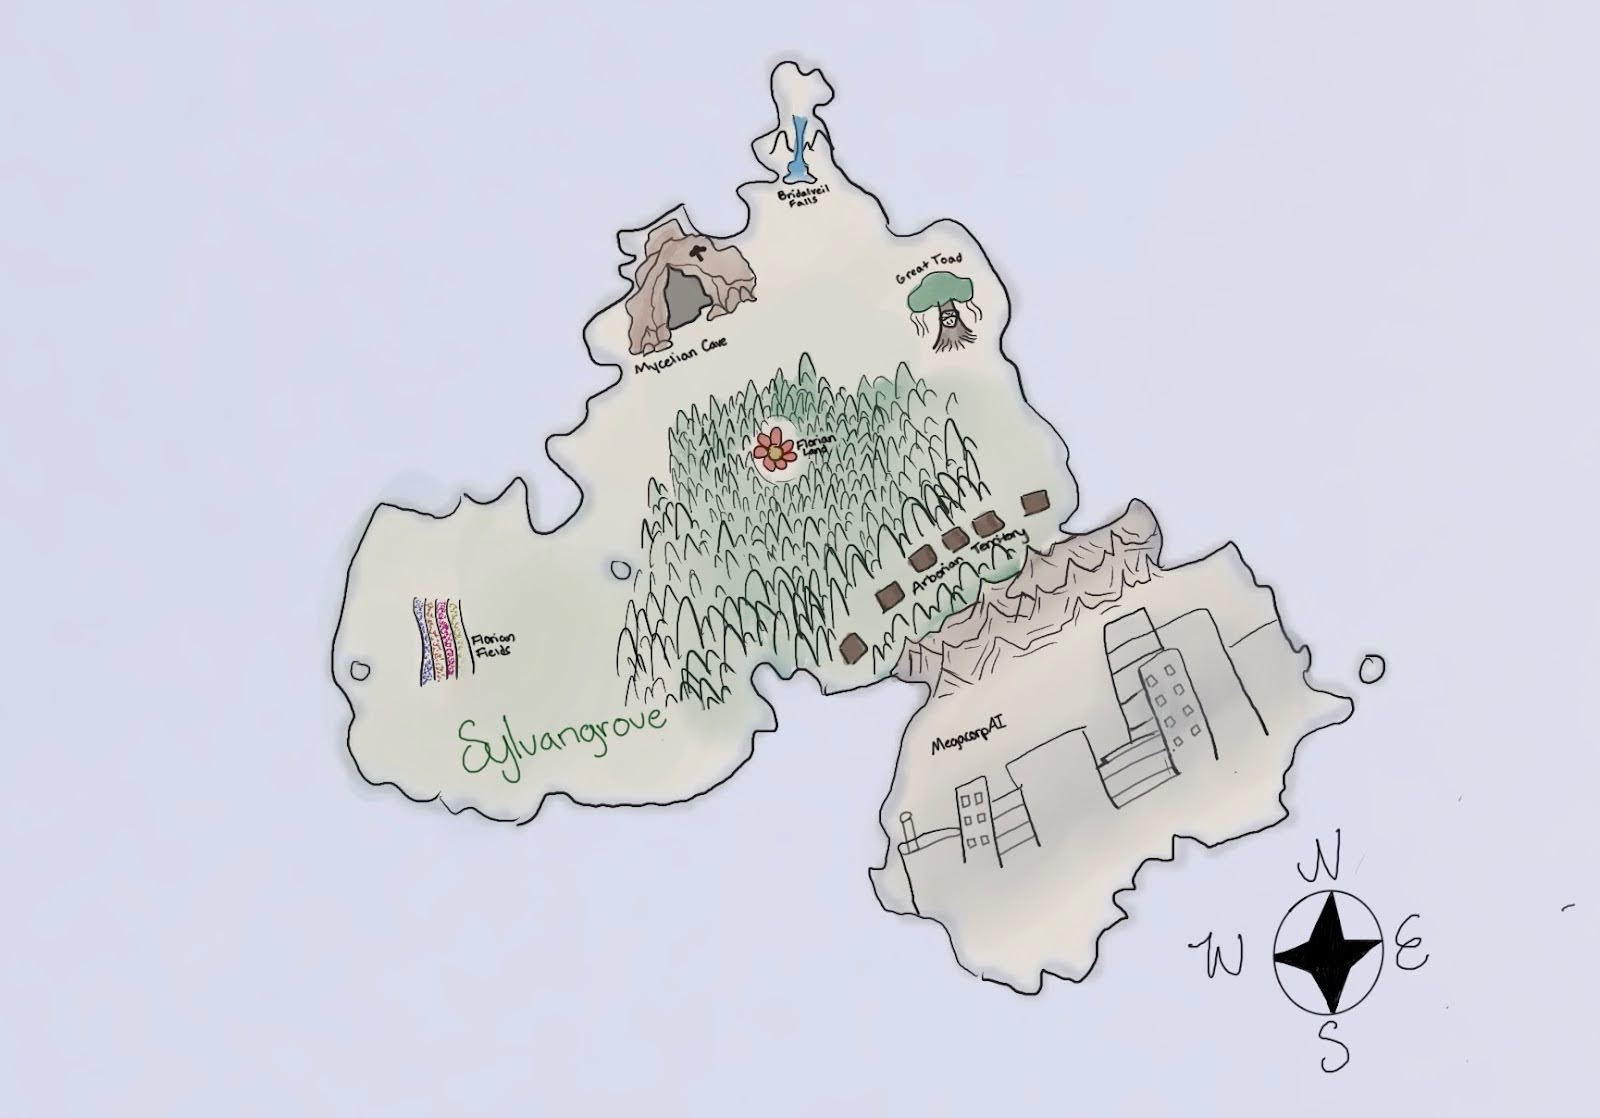 Bridalveil
Falls
Great Toad
Mycelian Cave
Florian
Land
Arborian Territory
Florian
Fields
Sylvangrove
MegacorpAI
N
W
E
S